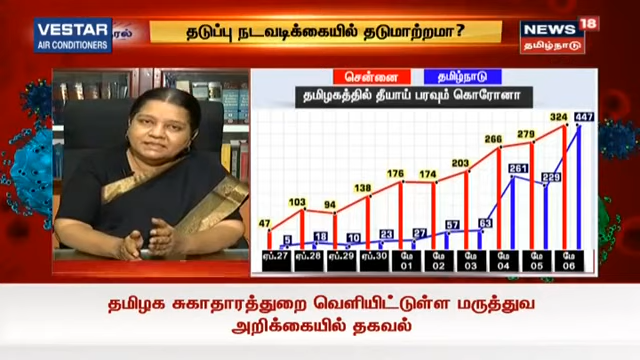 VESTAR
AIR CONDITIONERS
தடுப்பு நடவடிக்கையில் தடுமாற்றமா?
NEWS 18
தமிழ்நாடு
சென்னை
தமிழ்நாடு
தமிழகத்தில் தீயாய் பரவும் கொரோனா
47 103 94 138 176 174 203 266 279 324
5 18 10 23 27 57 63 261 229 447
ஏப்.27 ஏப்.28 ஏப்.29 ஏப்.30 மே 01 மே 02 மே 03 மே 04 மே 05 மே 06
தமிழக சுகாதாரத்துறை வெளியிட்டுள்ள மருத்துவ
அறிக்கையில் தகவல்